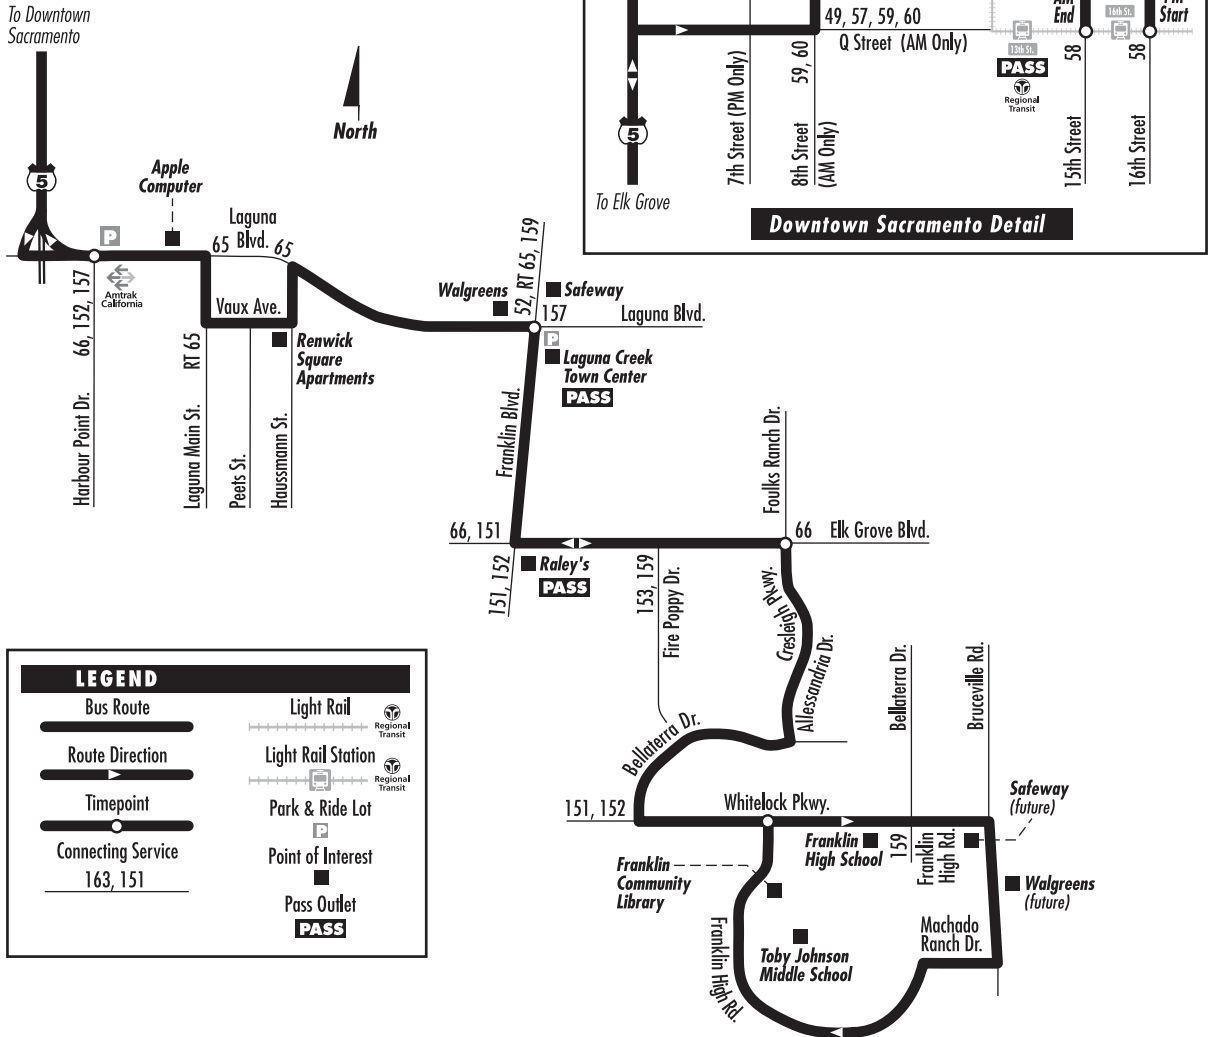 To Downtown
Sacramento
5
North
Apple
Computer
P
Laguna
Blvd.
65
65
Amtrak
California
66, 152, 157
Harbour Point Dr.
Vaux Ave.
RT 65
Laguna Main St.
Peets St.
Haussmann St.
Renwick
Square
Apartments
Walgreens
52, RT 65, 159
Safeway
157
Laguna Blvd.
P
Laguna Creek
Town Center
PASS
Franklin Blvd.
49, 57, 59, 60
Q Street (AM Only)
End
16th St.
Start
13th St.
PASS
Regional
Transit
58
58
59, 60
7th Street (PM Only)
8th Street
(AM Only)
15th Street
16th Street
5
To Elk Grove
Downtown Sacramento Detail
66, 151
151, 152
Raley's
PASS
153, 159
Fire Poppy Dr.
Foulks Ranch Dr.
66
Elk Grove Blvd.
Cresleigh Pkwy.
Allessandria Dr.
Bellaterra Dr.
Bellaterra Dr.
Bruceville Rd.
151, 152
Whitelock Pkwy.
Safeway
(future)
Franklin
High School
159
Franklin
High Rd.
Franklin
Community
Library
Walgreens
(future)
Machado
Ranch Dr.
Franklin High Rd.
Toby Johnson
Middle School
LEGEND
Bus Route
Light Rail
Regional
Transit
Route Direction
Light Rail Station
Regional
Transit
Timepoint
Park & Ride Lot
P
Connecting Service
163, 151
Point of Interest
Pass Outlet
PASS